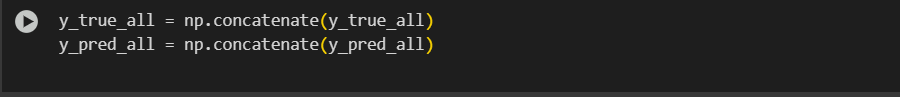 y_true_all = np.concatenate(y_true_all)
y_pred_all = np.concatenate(y_pred_all)